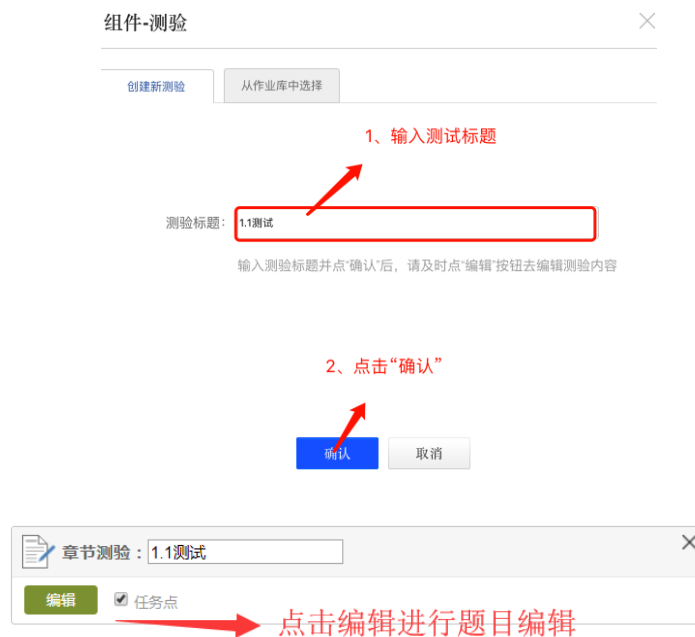 组件-测验
创建新测验 从作业库中选择
1、输入测试标题
测验标题: 1.1测试
输入测验标题并点“确认”后，请及时点“编辑”按钮去编辑测验内容
2、点击“确认”
确认 取消
章节测验：1.1测试
编辑 任务点
点击编辑进行题目编辑